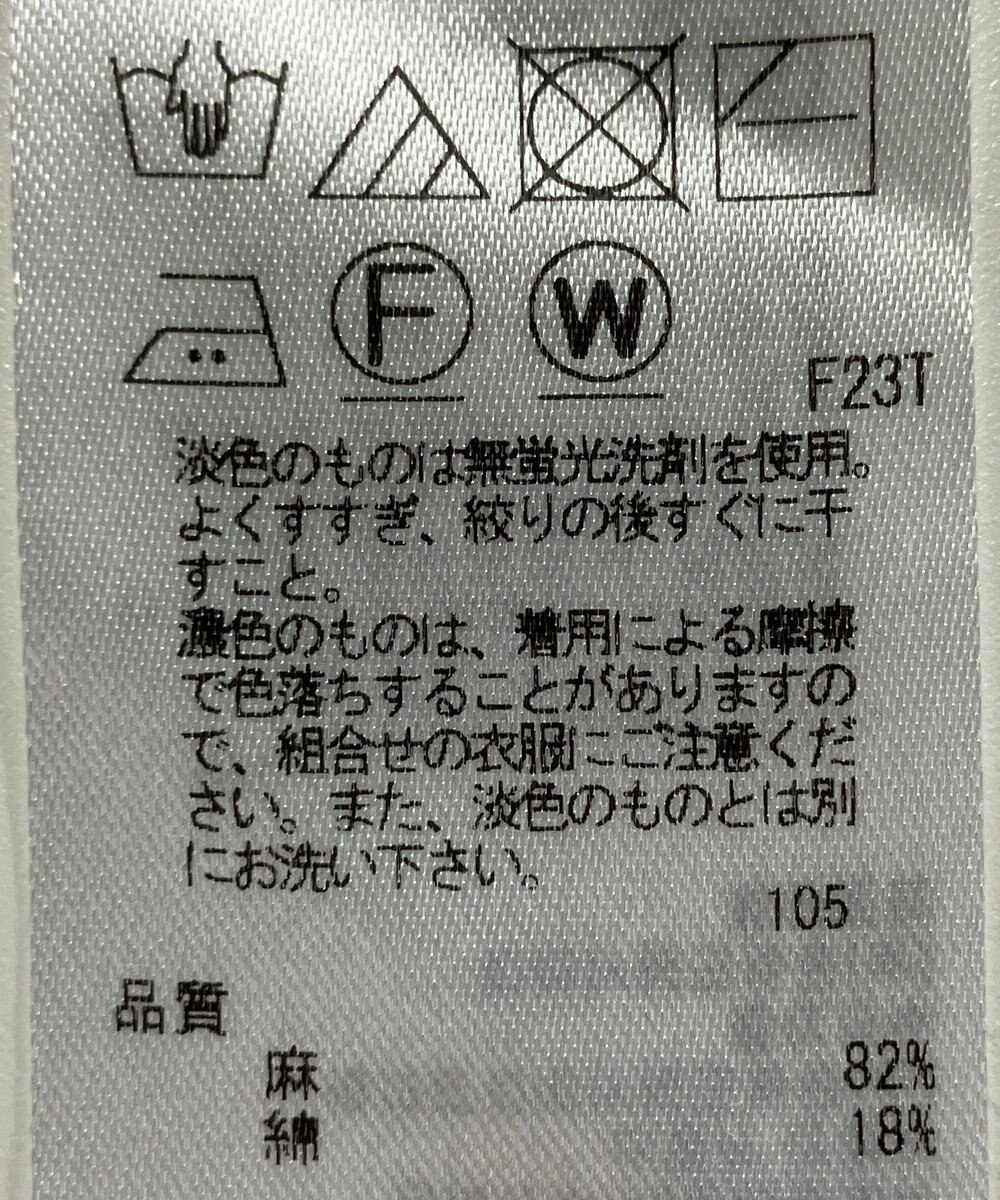 F
W
F23T
淡色のものは無蛍光洗剤を使用。
よくすすぎ、絞りの後すぐに干
すこと。
濃色のものは、着用による摩擦
で色落ちすることがありますの
で、組合せの衣服にご注意くだ
さい。また、淡色のものとは別
にお洗い下さい。
105
品質
麻 82%
綿 18%